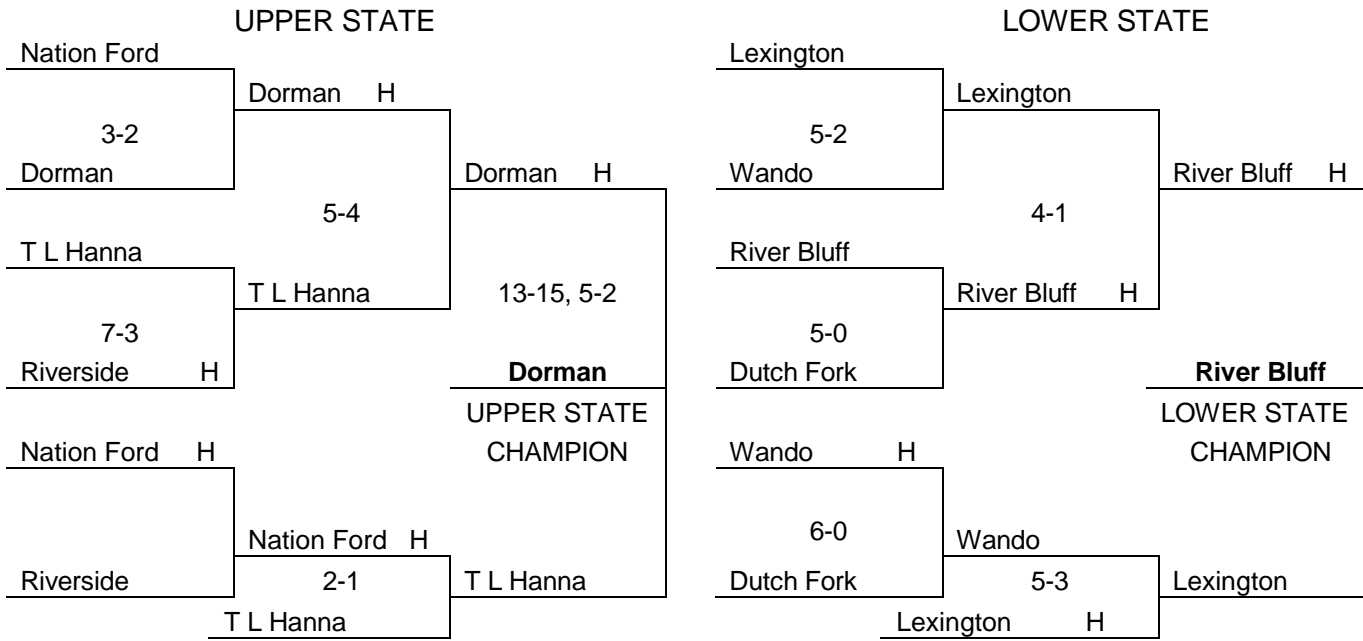 UPPER STATE
Nation Ford
Dorman H
3-2
Dorman
Dorman H
5-4
T L Hanna
T L Hanna
13-15, 5-2
7-3
Riverside H
Dorman
UPPER STATE
CHAMPION
Nation Ford H
Nation Ford H
Riverside
2-1
T L Hanna
T L Hanna
LOWER STATE
Lexington
Lexington
5-2
Wando
River Bluff H
4-1
River Bluff
River Bluff H
5-0
Dutch Fork
River Bluff
LOWER STATE
CHAMPION
Wando H
6-0
Wando
Dutch Fork
5-3
Lexington
Lexington H